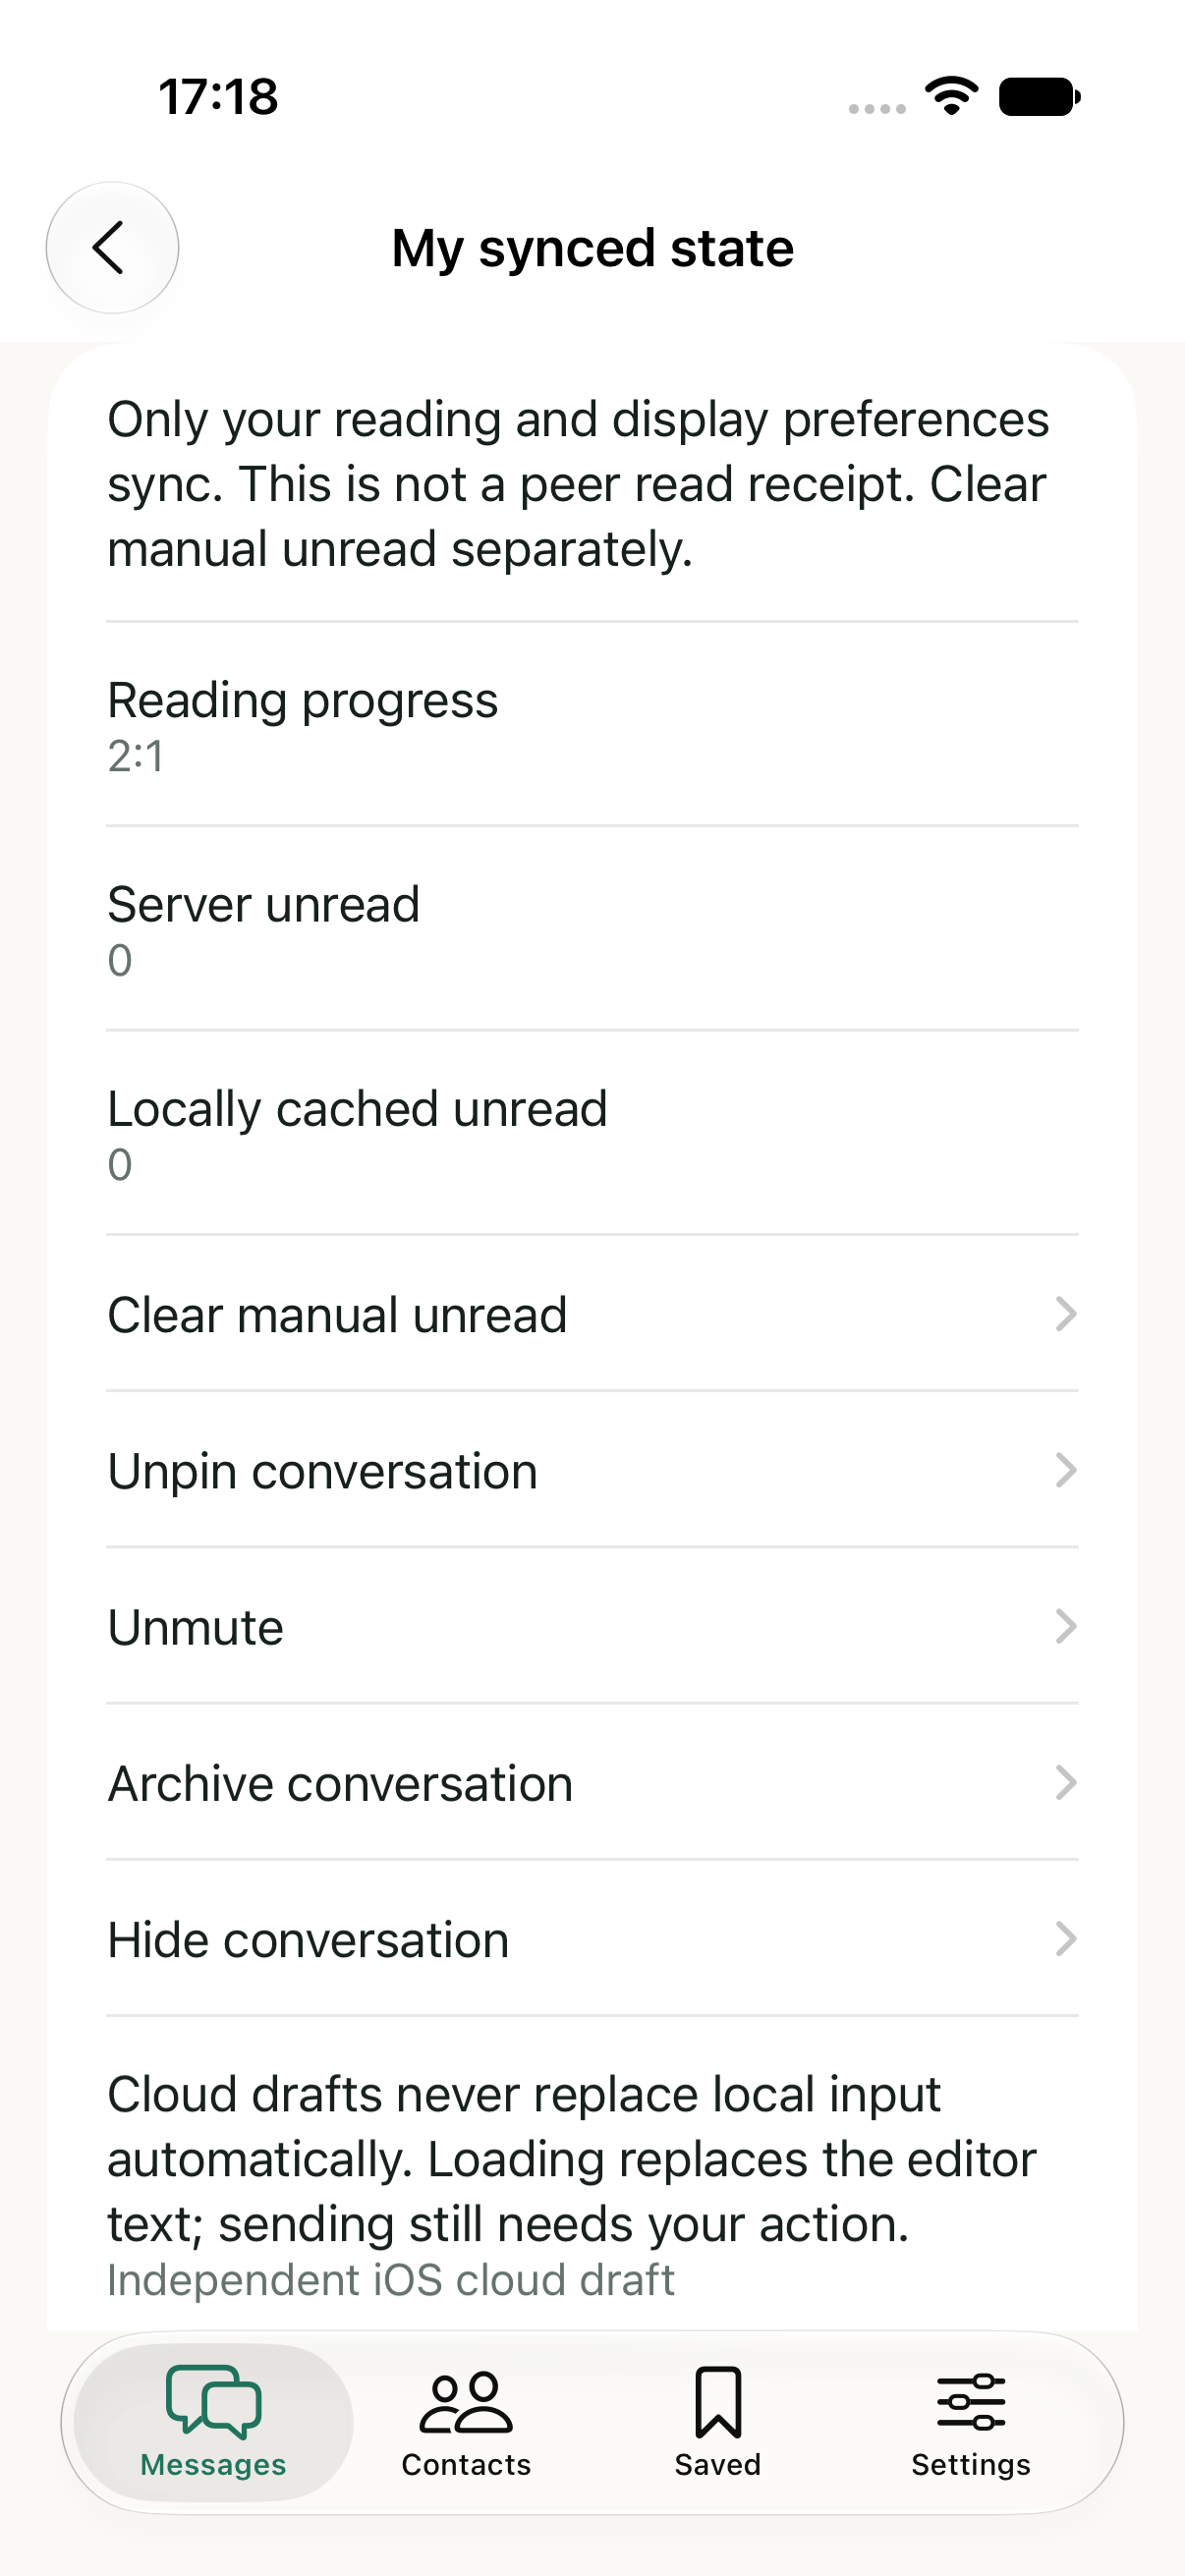 17:18
My synced state
Only your reading and display preferences
sync. This is not a peer read receipt. Clear
manual unread separately.
Reading progress
2:1
Server unread
0
Locally cached unread
0
Clear manual unread
Unpin conversation
Unmute
Archive conversation
Hide conversation
Cloud drafts never replace local input
automatically. Loading replaces the editor
text; sending still needs your action.
Independent iOS cloud draft
Messages
Contacts
Saved
Settings